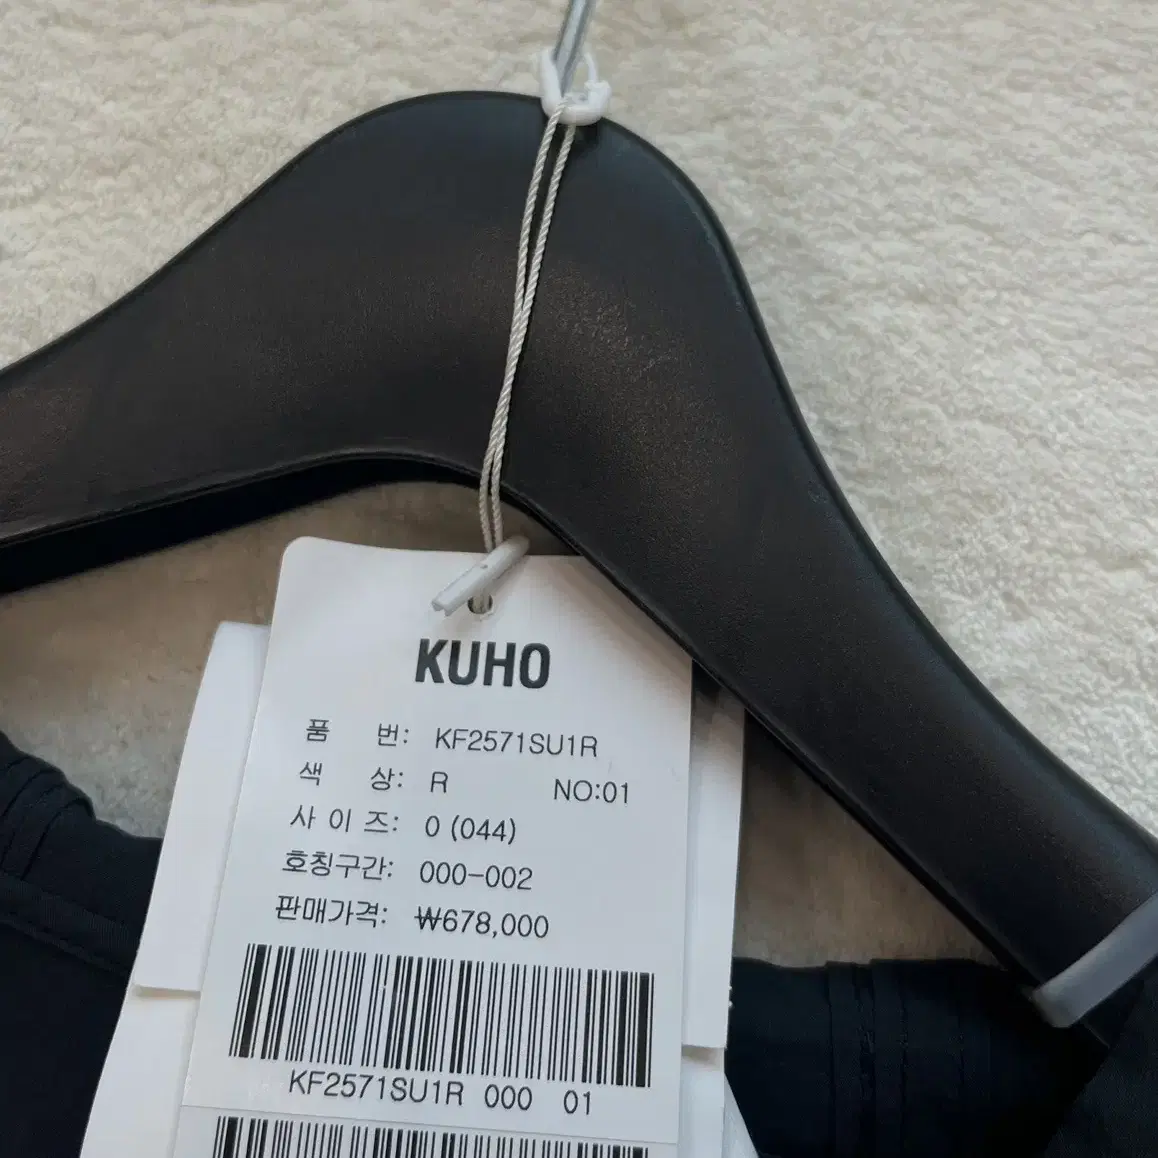 KUHO
품 번: KF2571SU1R
색 상: R NO:01
사 이 즈: 0 (044)
호칭구간: 000-002
판매가격: ₩678,000
KF2571SU1R 000 01